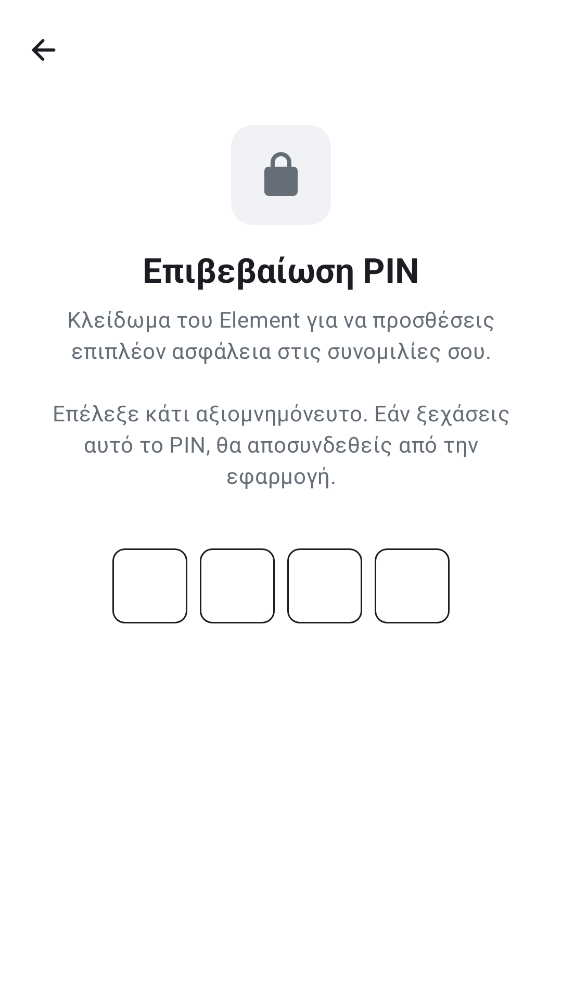 Επιβεβαίωση PIN
Κλείδωμα του Element για να προσθέσεις
επιπλέον ασφάλεια στις συνομιλίες σου.
Επέλεξε κάτι αξιομνημόνευτο. Εάν ξεχάσεις
αυτό το PIN, θα αποσυνδεθείς από την
εφαρμογή.